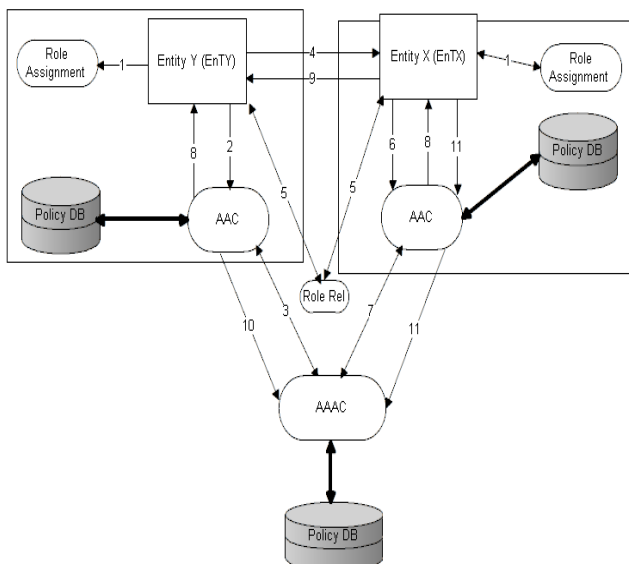 Role
Assignment
1
Entity Y (EnTY)
4
9
Entity X (EnTX)
1
Role
Assignment
8
2
6
8
11
Policy DB
Policy DB
AAC
5
5
AAC
Role Rel
10
3
7
11
AAAC
Policy DB